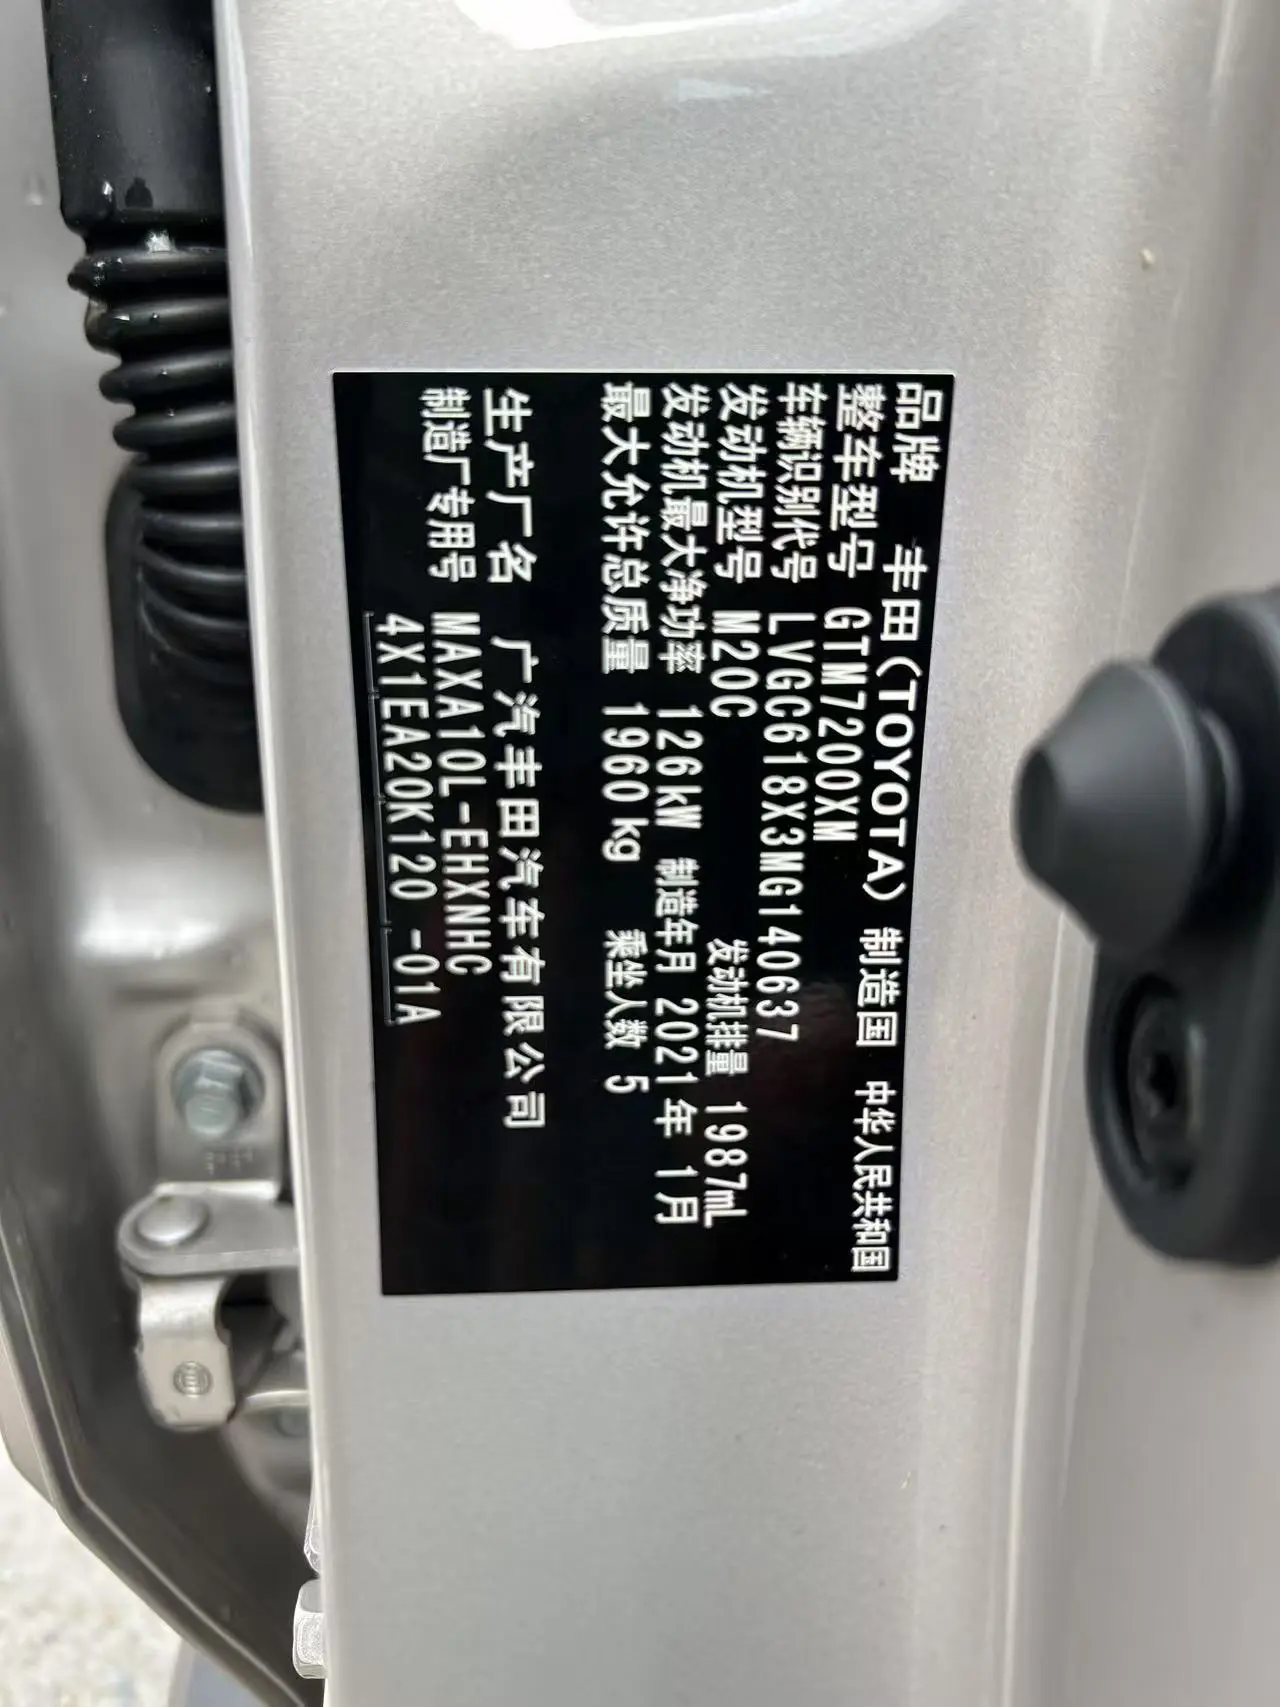 品牌 丰田(TOYOTA) 制造国 中华人民共和国
整车型号 GTM7200XM
车辆识别代号 LVGC618X3MG140637
发动机型号 M20C 发动机排量 1987mL
发动机最大净功率 126kW 制造年月 2021年 1月
最大允许总质量 1960kg 乘坐人数 5
生产厂名 广汽丰田汽车有限公司
制造厂专用号 MAXA10L-EHXNHC
4X1EA20K120 -01A